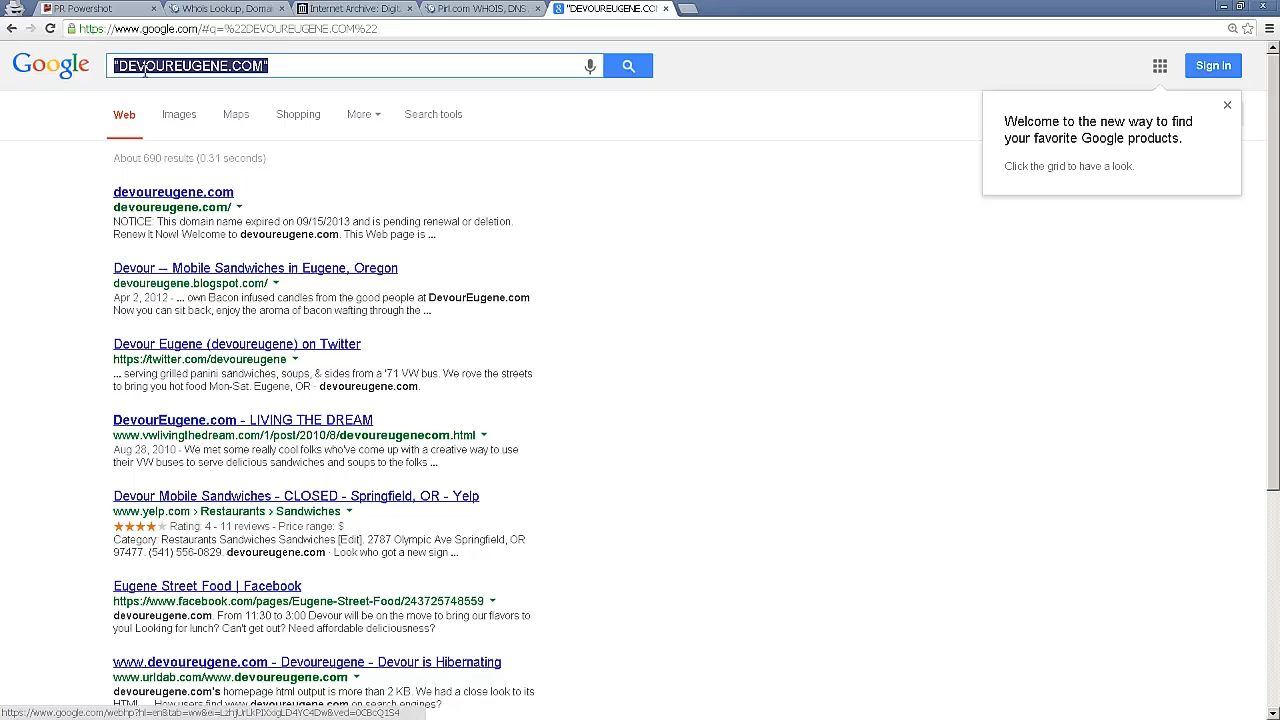 PR Powershot
Whois Lookup, Domai
Internet Archive: Digit
Pirl.com WHOIS, DNS,
"DEVOUREUGENE.CO
https://www.google.com/#q=%22DEVOUREUGENE.COM%22
Google
"DEVOUREUGENE.COM"
Sign in
Web Images Maps Shopping More Search tools
Welcome to the new way to find
your favorite Google products.
Click the grid to have a look.
About 690 results (0.31 seconds)
devoureugene.com
devoureugene.com/
NOTICE: This domain name expired on 09/15/2013 and is pending renewal or deletion.
Renew It Now! Welcome to devoureugene.com. This Web page is ...
Devour -- Mobile Sandwiches in Eugene, Oregon
devoureugene.blogspot.com/
Apr 2, 2012 - ... own Bacon infused candles from the good people at DevourEugene.com
Now you can sit back, enjoy the aroma of bacon wafting through the ...
Devour Eugene (devoureugene) on Twitter
https://twitter.com/devoureugene
... serving grilled panini sandwiches, soups, & sides from a '71 VW bus. We rove the streets
to bring you hot food Mon-Sat. Eugene, OR · devoureugene.com.
DevourEugene.com - LIVING THE DREAM
www.vwlivingthedream.com/1/post/2010/8/devoureugenecom.html
Aug 28, 2010 - We met some really cool folks who've come up with a creative way to use
their VW buses to serve delicious sandwiches and soups to the folks ...
Devour Mobile Sandwiches - CLOSED - Springfield, OR - Yelp
www.yelp.com › Restaurants › Sandwiches
Rating: 4 - 11 reviews - Price range: $
Category: Restaurants Sandwiches Sandwiches [Edit]. 2787 Olympic Ave Springfield, OR
97477. (541) 556-0829. devoureugene.com · Look who got a new sign ...
Eugene Street Food | Facebook
https://www.facebook.com/pages/Eugene-Street-Food/243725748559
devoureugene.com. From 11:30 to 3:00 Devour will be on the move to bring our flavors to
you! Looking for lunch? Can't get out? Need affordable deliciousness?
www.devoureugene.com - Devoureugene - Devour is Hibernating
www.urldab.com/www.devoureugene.com
devoureugene.com's homepage html output is more than 2 KB. We had a close look to its
HTML ... How users find www.devoureugene.com on search engines?